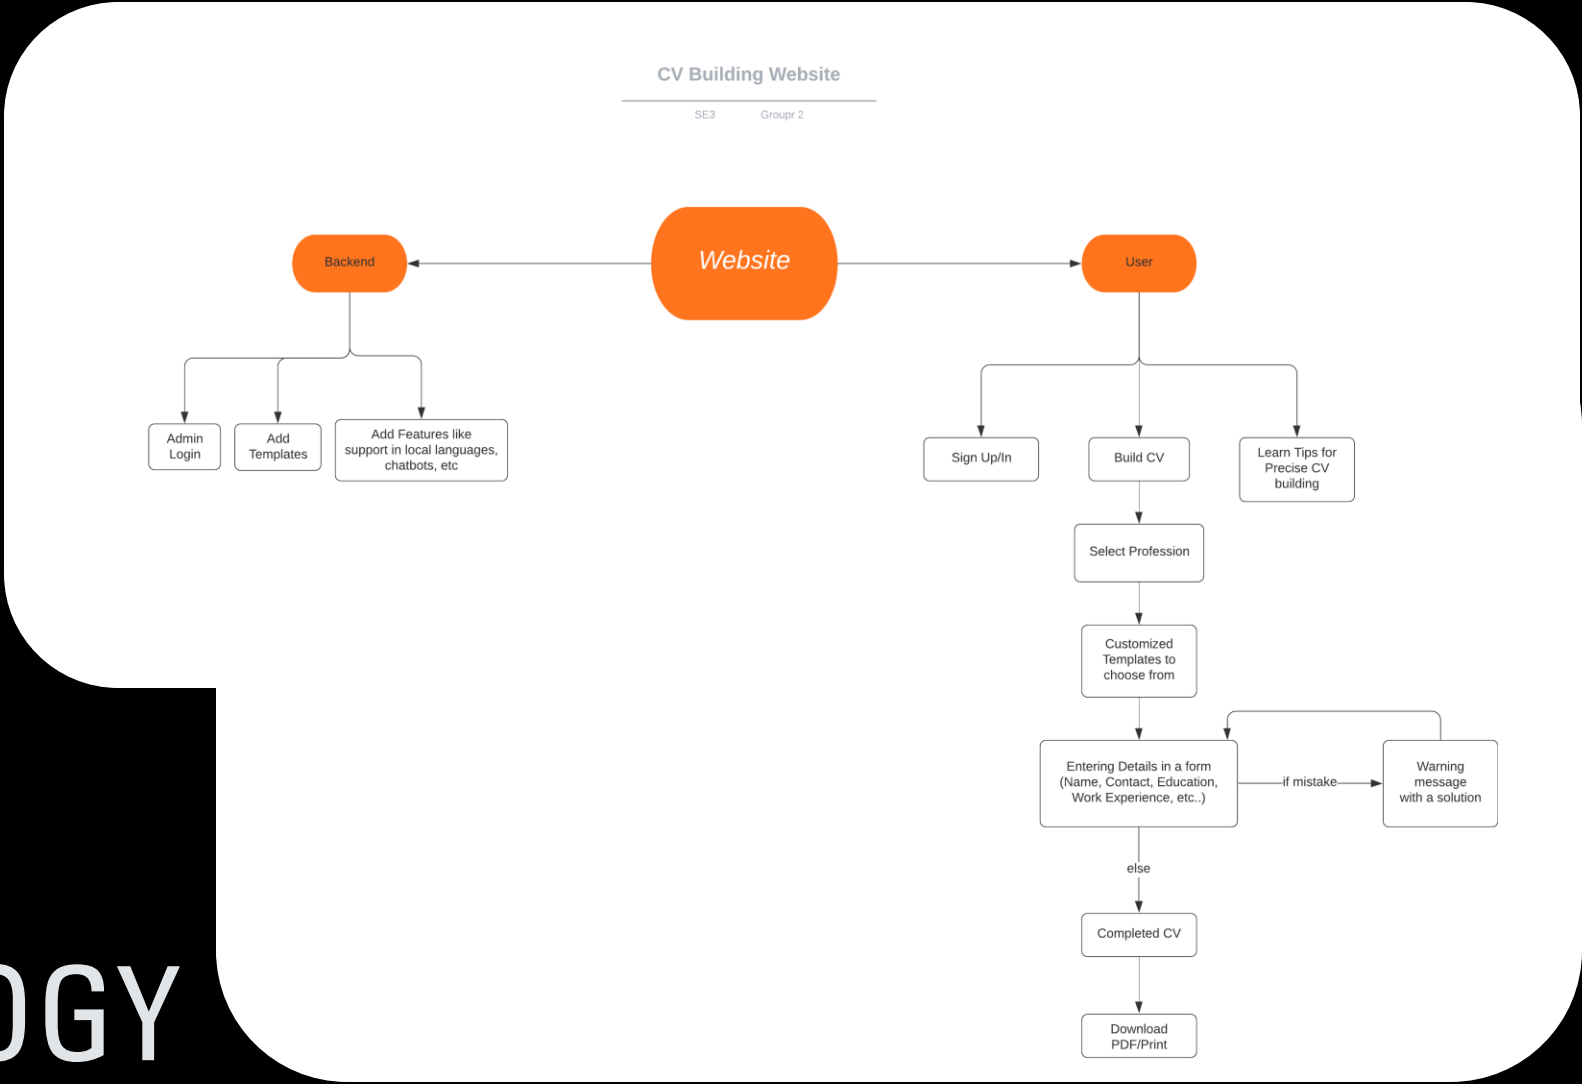 CV Building Website
SE3 Groupr 2
Website
Backend
User
Admin
Login
Add
Templates
Add Features like
support in local languages,
chatbots, etc
Sign Up/In
Build CV
Learn Tips for
Precise CV
building
Select Profession
Customized
Templates to
choose from
Entering Details in a form
(Name, Contact, Education,
Work Experience, etc..)
if mistake
Warning
message
with a solution
else
Completed CV
Download
PDF/Print
OGY